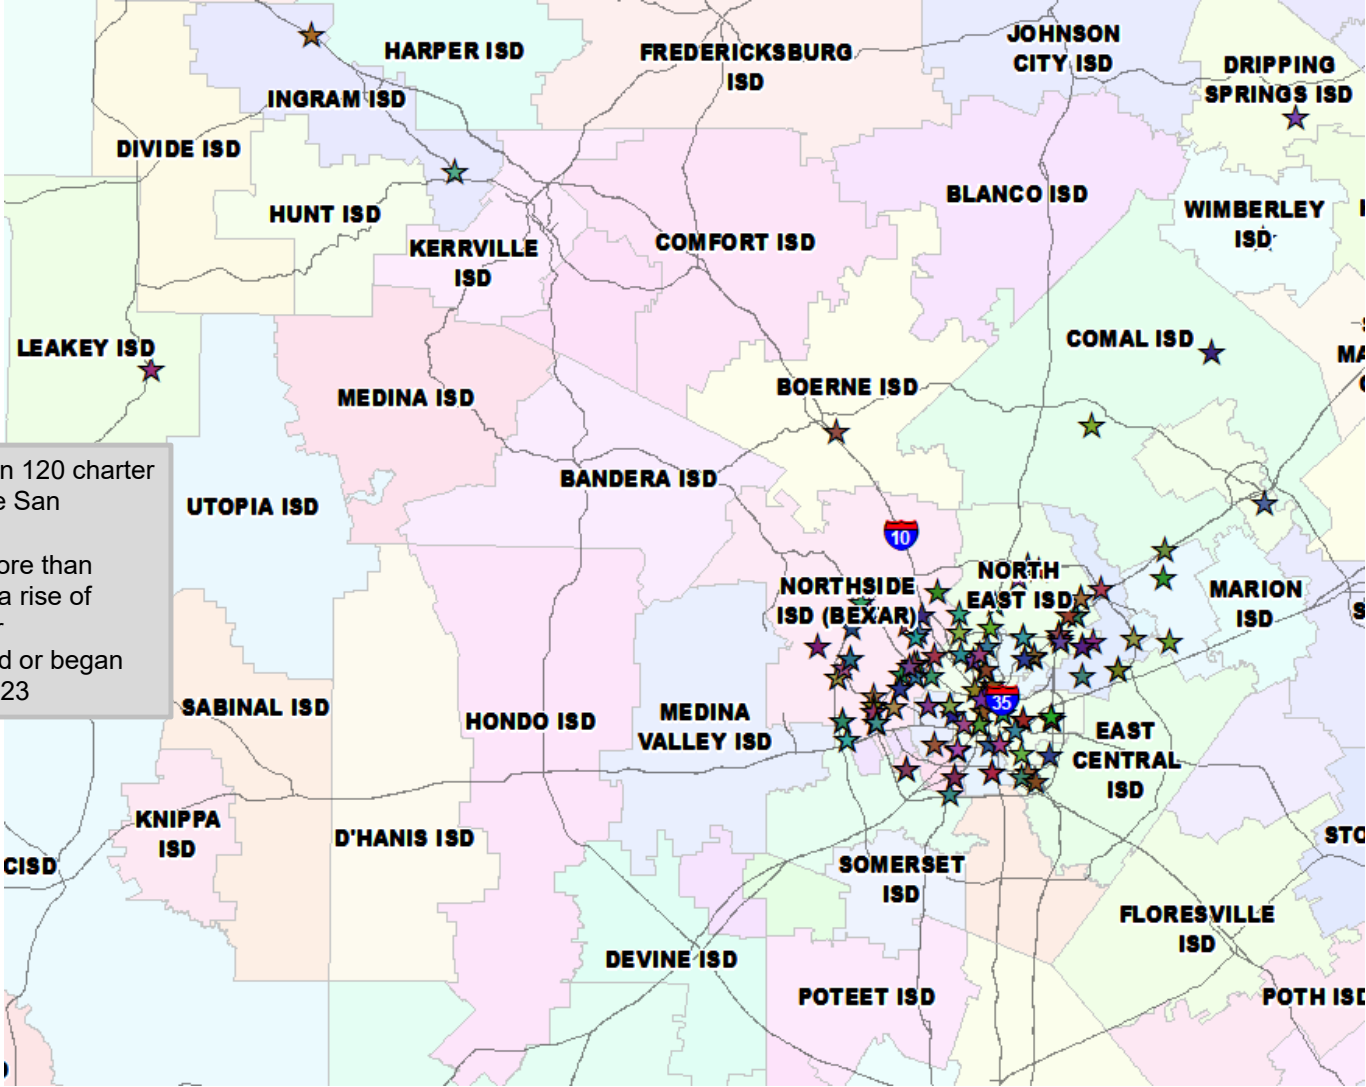 HARPER ISD
FREDERICKSBURG
ISD
JOHNSON
CITY ISD
DRIPPING
SPRINGS ISD
INGRAM ISD
DIVIDE ISD
HUNT ISD
KERRVILLE
ISD
COMFORT ISD
BLANCO ISD
WIMBERLEY
ISD
LEAKEY ISD
MEDINA ISD
BOERNE ISD
COMAL ISD
MA
n 120 charter
e San
ore than
a rise of
r
d or began
23
UTOPIA ISD
BANDERA ISD
10
NORTHSIDE
ISD (BEXAR)
NORTH
EAST ISD
MARION
ISD
S
SABINAL ISD
HONDO ISD
MEDINA
VALLEY ISD
35
EAST
CENTRAL
ISD
KNIPPA
ISD
D'HANIS ISD
CISD
SOMERSET
ISD
STO
FLORESVILLE
ISD
DEVINE ISD
POTEET ISD
POTH ISD